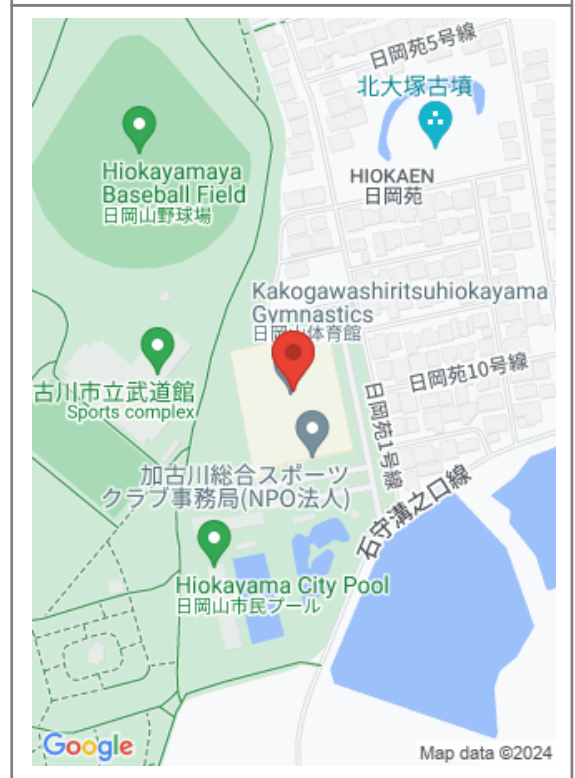 日岡苑5号線
北大塚古墳
Hiokayamaya
Baseball Field
日岡山野球場
HIOKAEN
日岡苑
Kakogawashiritsuhiokayama
Gymnastics
日岡山体育館
古川市立武道館
Sports complex
日岡苑10号線
日岡苑1号線
加古川総合スポーツ
クラブ事務局(NPO法人)
石守溝之口線
Hiokayama City Pool
日岡山市民プール
Google
Map data ©2024